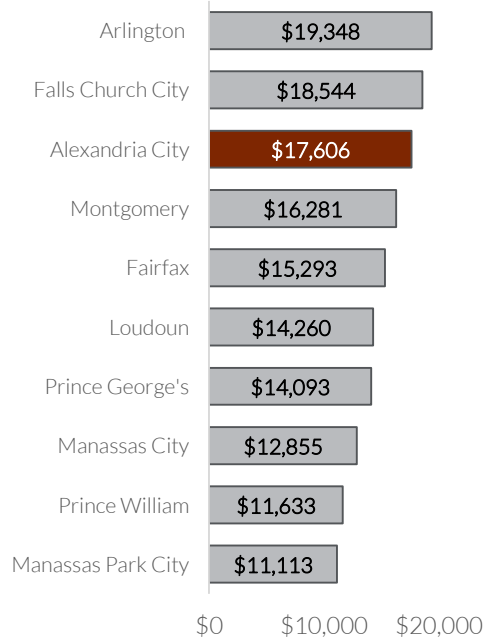 Arlington $19,348
Falls Church City $18,544
Alexandria City $17,606
Montgomery $16,281
Fairfax $15,293
Loudoun $14,260
Prince George's $14,093
Manassas City $12,855
Prince William $11,633
Manassas Park City $11,113
$0 $10,000 $20,000